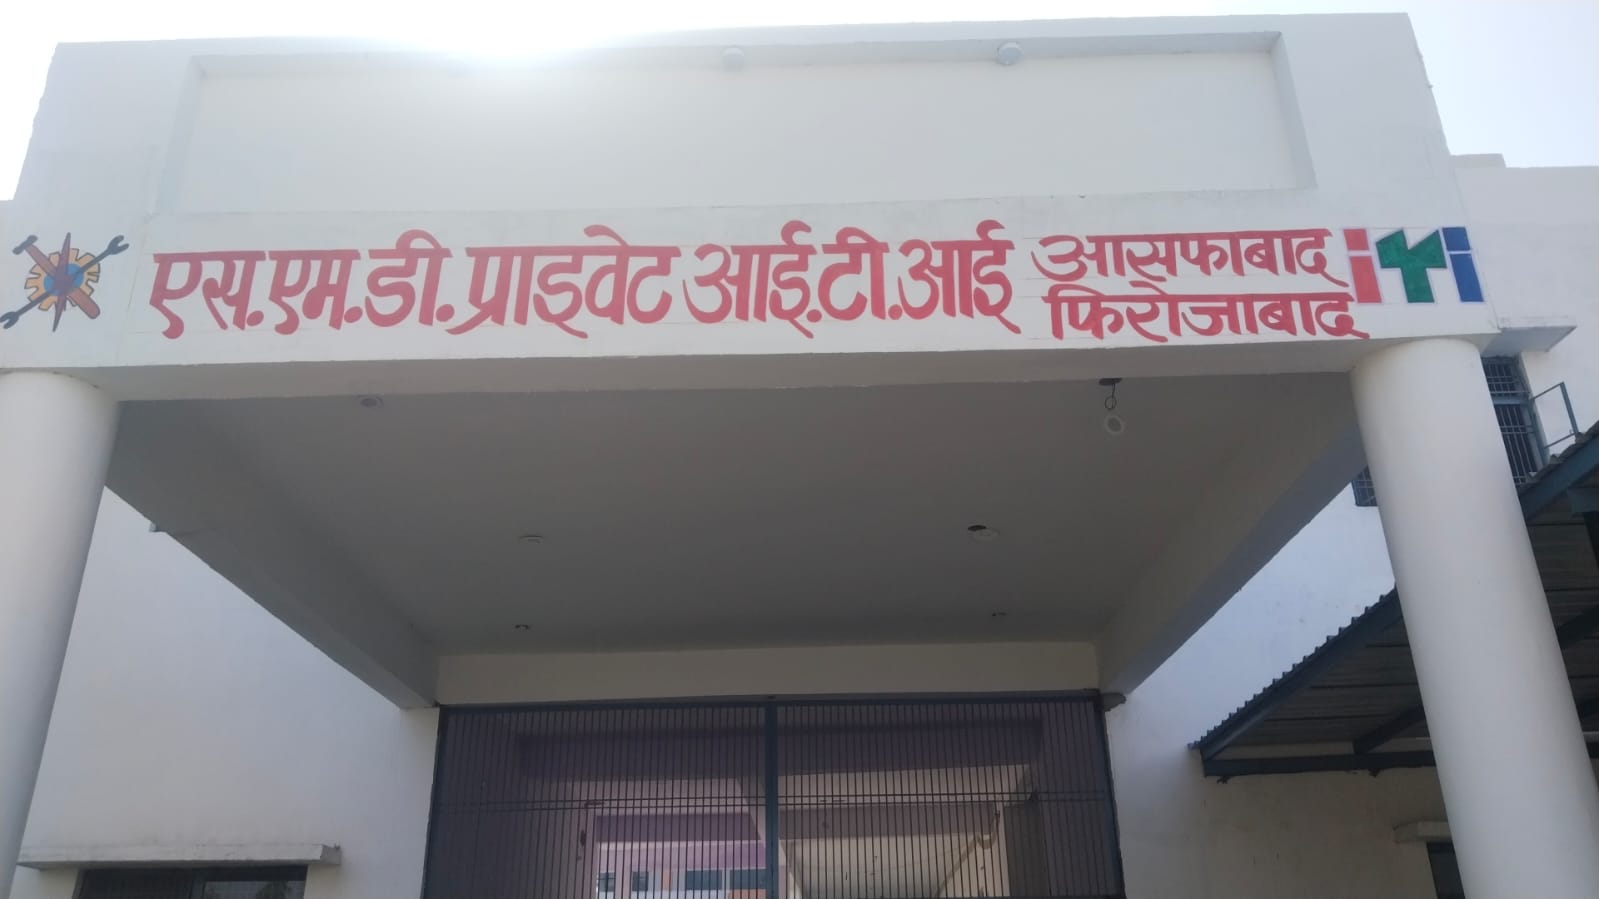 एस.एम.डी.प्राइवेट आई.टी.आई
आसफाबाद
फिरोजाबाद
iTi